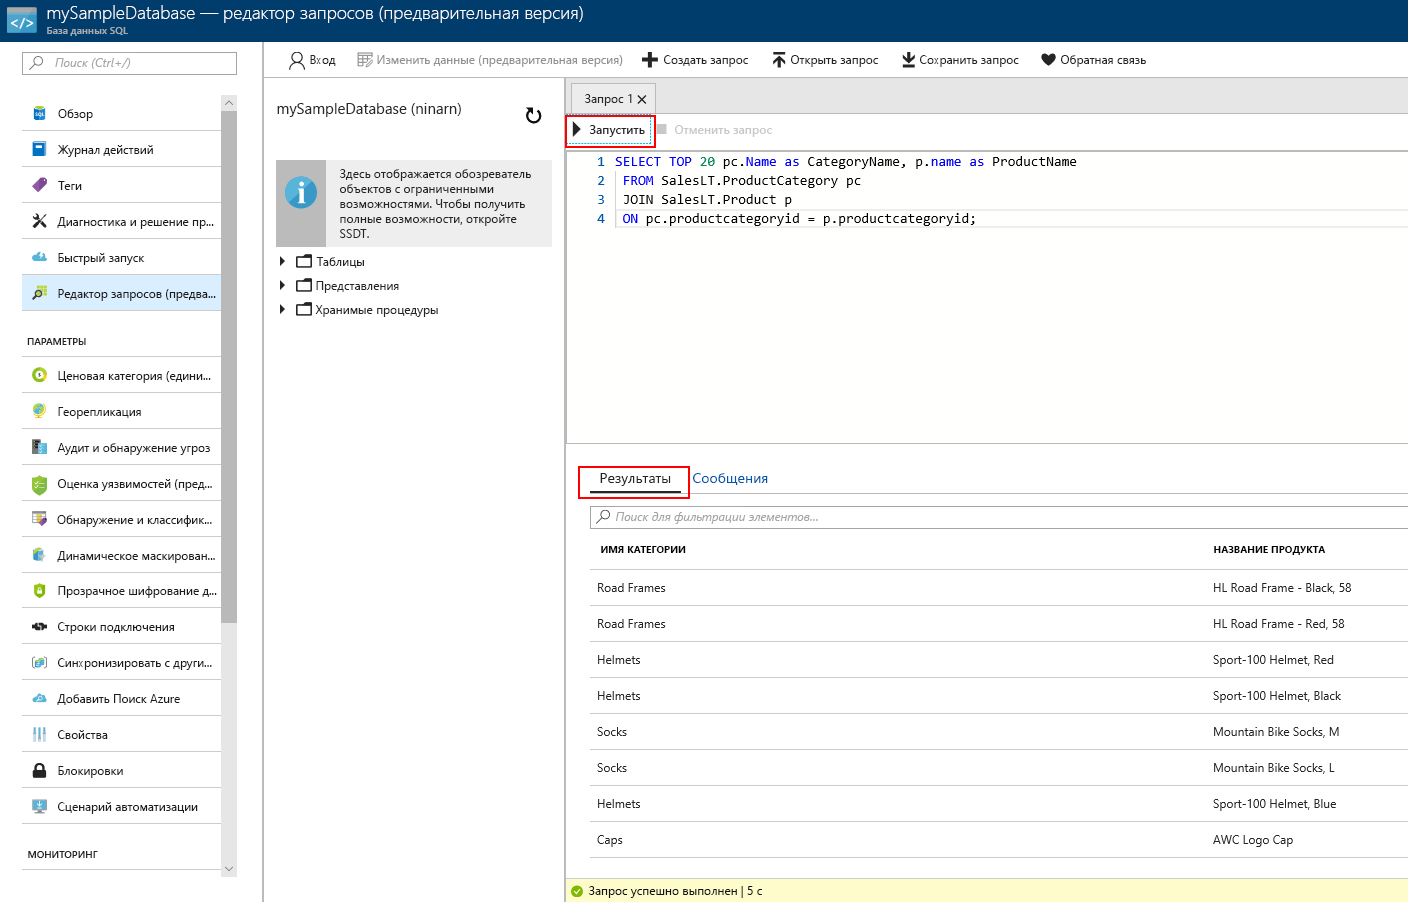 mySampleDatabase — редактор запросов (предварительная версия)
База данных SQL
Поиск (Ctrl+/)
Обзор
Журнал действий
Теги
Диагностика и решение пр...
Быстрый запуск
Редактор запросов (предва...
ПАРАМЕТРЫ
Ценовая категория (едини...
Георепликация
Аудит и обнаружение угроз
Оценка уязвимостей (пред...
Обнаружение и классифик...
Динамическое маскирован...
Прозрачное шифрование д...
Строки подключения
Синхронизировать с други...
Добавить Поиск Azure
Свойства
Блокировки
Сценарий автоматизации
МОНИТОРИНГ
Вход Изменить данные (предварительная версия) Создать запрос Открыть запрос Сохранить запрос Обратная связь
mySampleDatabase (ninarn)
Здесь отображается обозреватель
объектов с ограниченными
возможностями. Чтобы получить
полные возможности, откройте
SSDT.
Таблицы
Представления
Хранимые процедуры
Запрос 1
Запустить Отменить запрос
1 SELECT TOP 20 pc.Name as CategoryName, p.name as ProductName
2 FROM SalesLT.ProductCategory pc
3 JOIN SalesLT.Product p
4 ON pc.productcategoryid = p.productcategoryid;
Результаты Сообщения
Поиск для фильтрации элементов...
ИМЯ КАТЕГОРИИ НАЗВАНИЕ ПРОДУКТА
Road Frames HL Road Frame - Black, 58
Road Frames HL Road Frame - Red, 58
Helmets Sport-100 Helmet, Red
Helmets Sport-100 Helmet, Black
Socks Mountain Bike Socks, M
Socks Mountain Bike Socks, L
Helmets Sport-100 Helmet, Blue
Caps AWC Logo Cap
Запрос успешно выполнен | 5 с